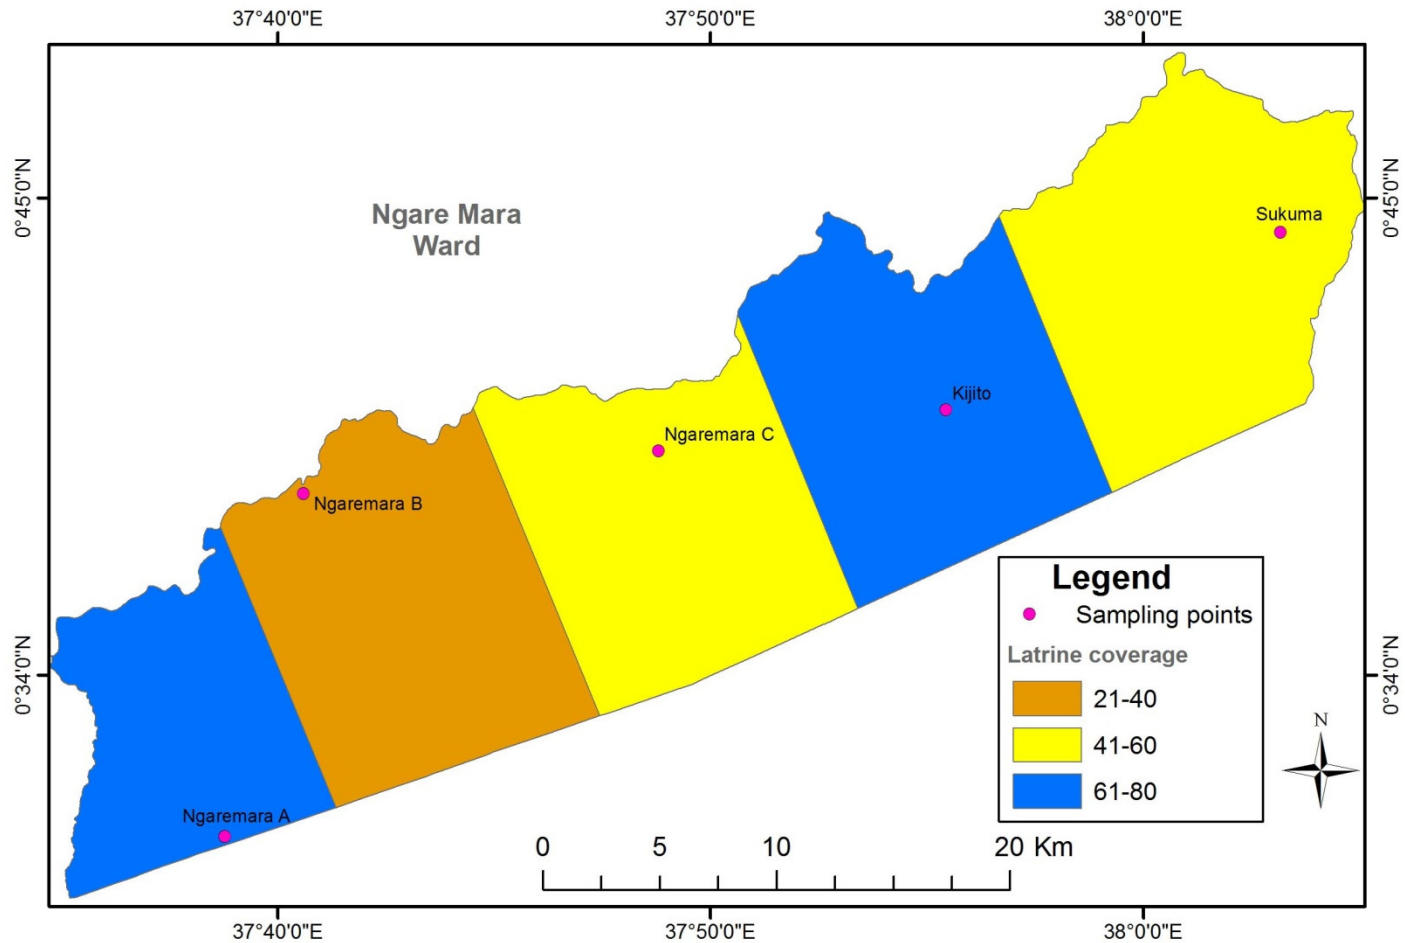 37°40'0"E
37°50'0"E
38°0'0"E
0°45'0"N
0°45'0"N
Ngare Mara
Ward
Sukuma
Kijito
Ngaremara C
Ngaremara B
Ngaremara A
0°34'0"N
0°34'0"N
Legend
Sampling points
Latrine coverage
21-40
41-60
61-80
N
0 5 10 20 Km
37°40'0"E
37°50'0"E
38°0'0"E